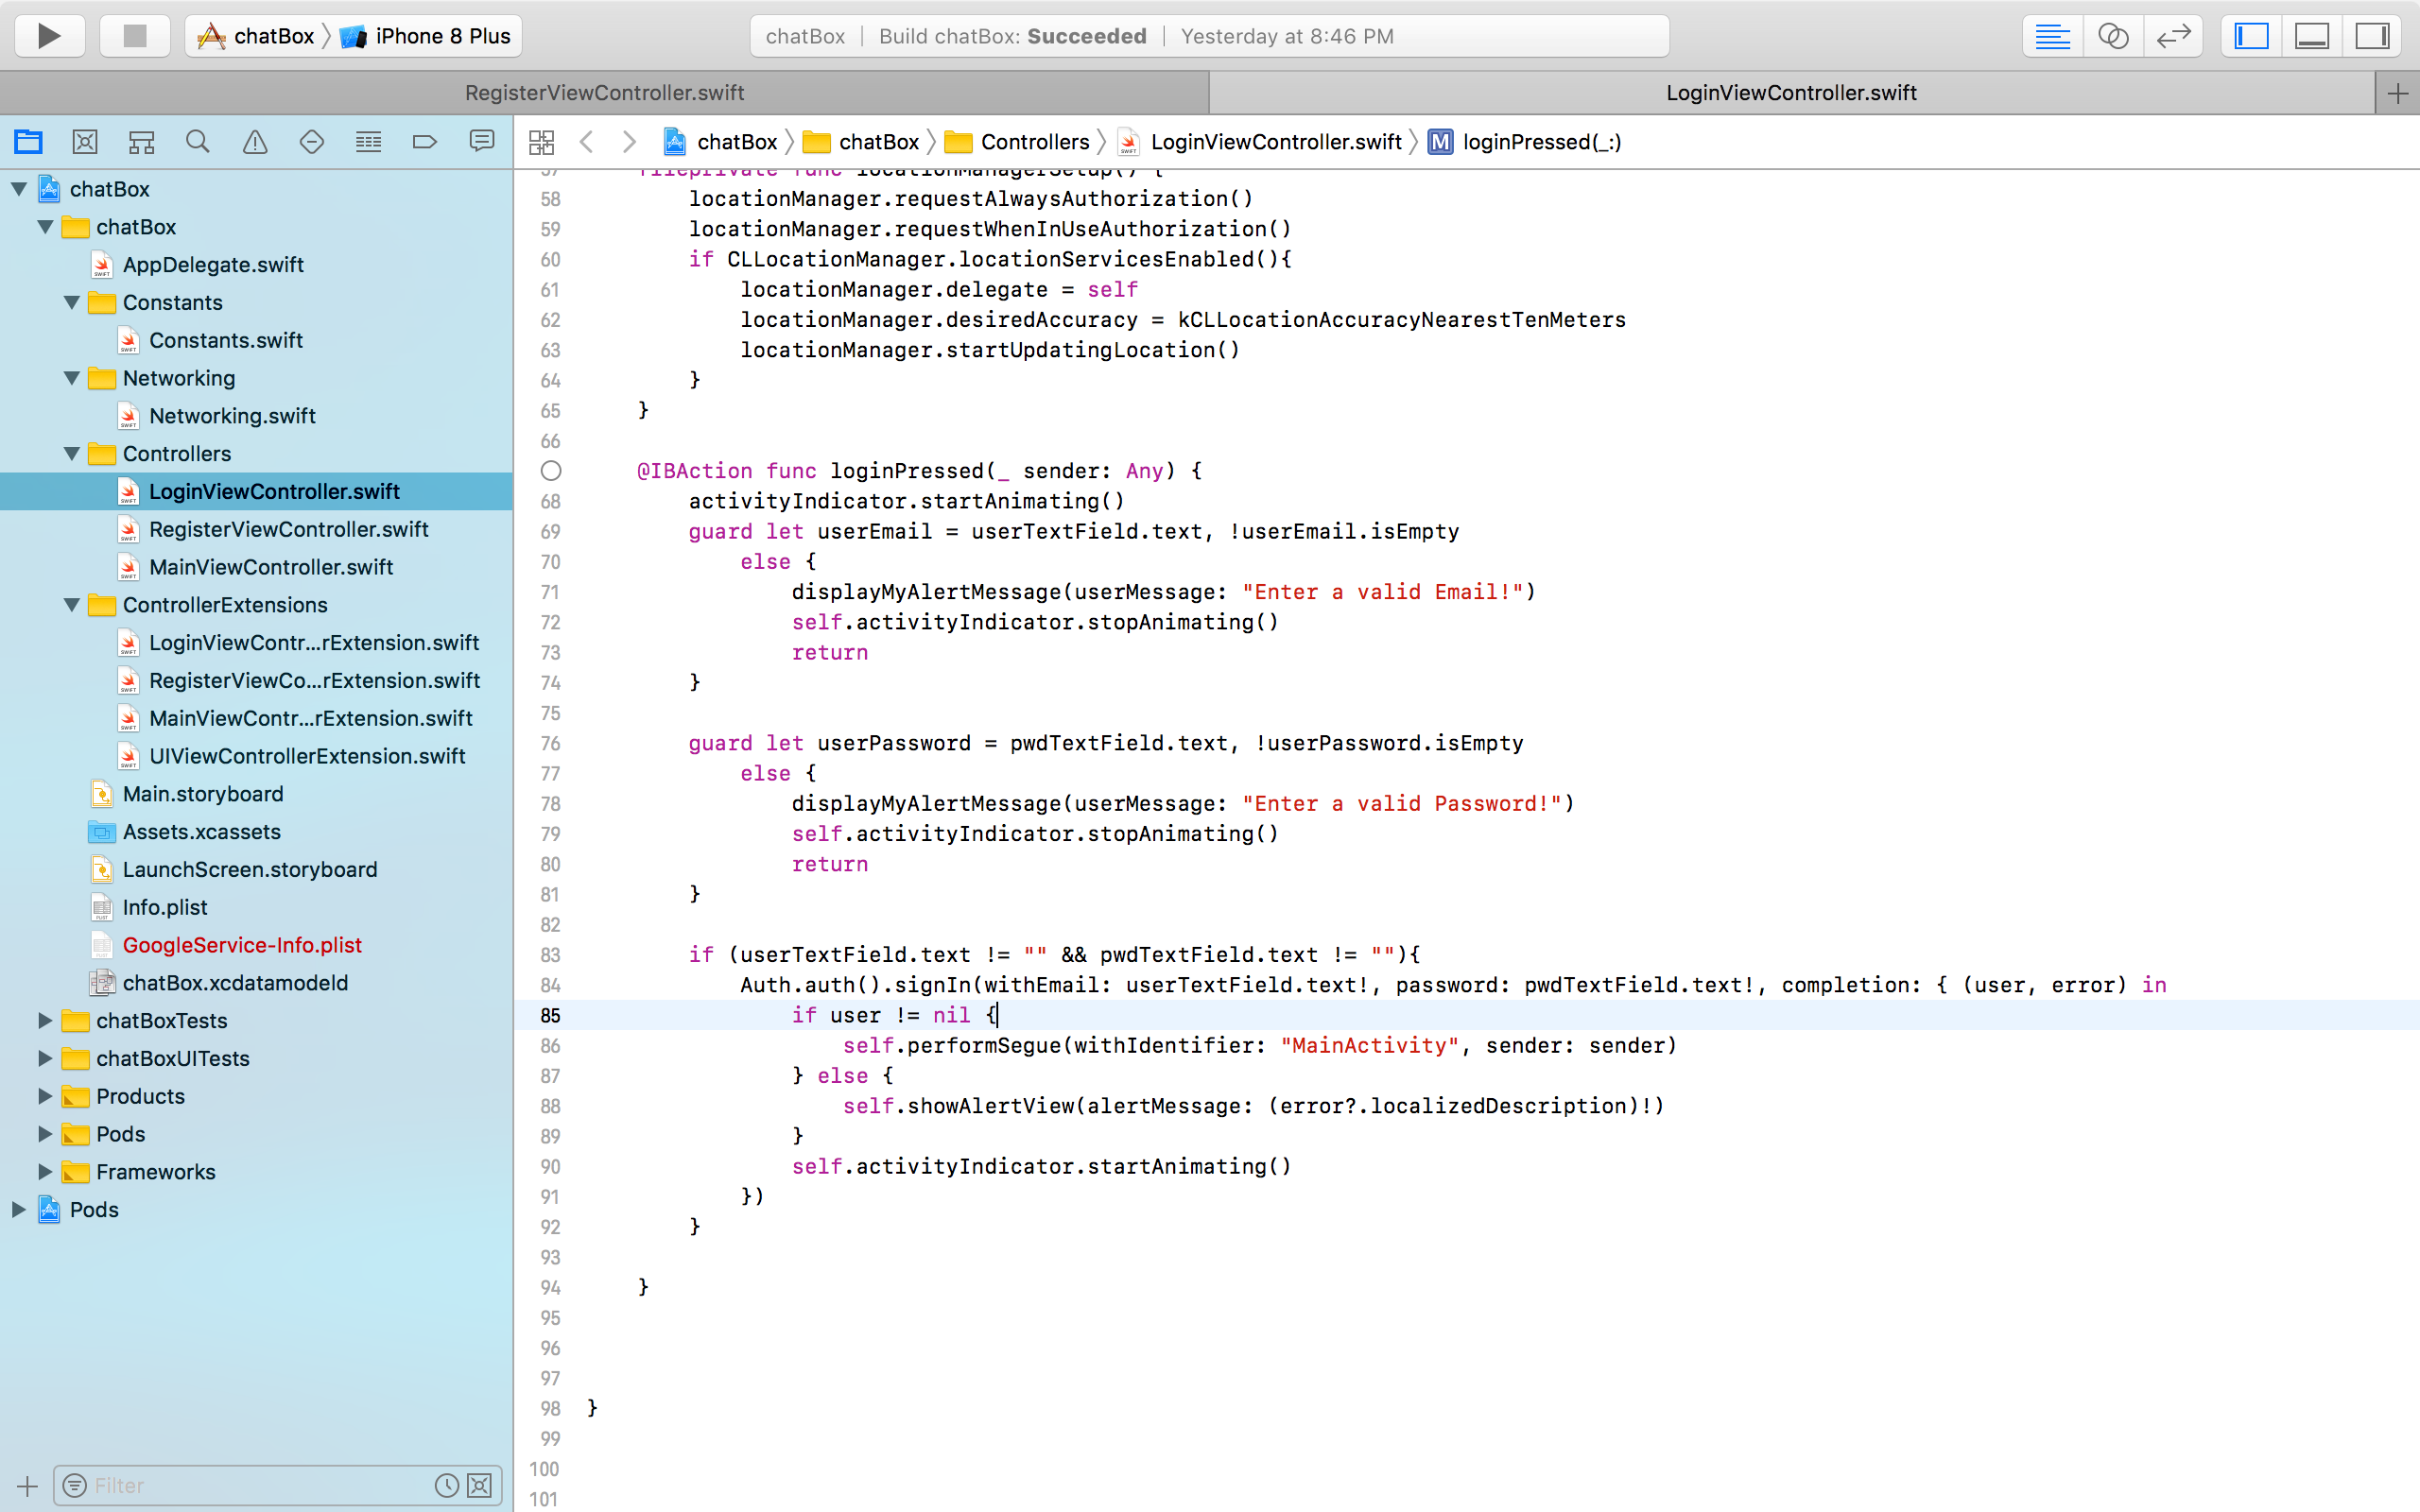 chatBox iPhone 8 Plus
chatBox | Build chatBox: Succeeded | Yesterday at 8:46 PM
RegisterViewController.swift
LoginViewController.swift
chatBox
chatBox
AppDelegate.swift
Constants
Constants.swift
Networking
Networking.swift
Controllers
LoginViewController.swift
RegisterViewController.swift
MainViewController.swift
ControllerExtensions
LoginViewContr...rExtension.swift
RegisterViewCo...rExtension.swift
MainViewContr...rExtension.swift
UIViewControllerExtension.swift
Main.storyboard
Assets.xcassets
LaunchScreen.storyboard
Info.plist
GoogleService-Info.plist
chatBox.xcdatamodeld
chatBoxTests
chatBoxUITests
Products
Pods
Frameworks
Pods
Filter
chatBox chatBox Controllers LoginViewController.swift M loginPressed(_:)
57 fileprivate func locationManagerSetup() {
58 locationManager.requestAlwaysAuthorization()
59 locationManager.requestWhenInUseAuthorization()
60 if CLLocationManager.locationServicesEnabled(){
61 locationManager.delegate = self
62 locationManager.desiredAccuracy = kCLLocationAccuracyNearestTenMeters
63 locationManager.startUpdatingLocation()
64 }
65 }
66
@IBAction func loginPressed(_ sender: Any) {
68 activityIndicator.startAnimating()
69 guard let userEmail = userTextField.text, !userEmail.isEmpty
70 else {
71 displayMyAlertMessage(userMessage: "Enter a valid Email!")
72 self.activityIndicator.stopAnimating()
73 return
74 }
75
76 guard let userPassword = pwdTextField.text, !userPassword.isEmpty
77 else {
78 displayMyAlertMessage(userMessage: "Enter a valid Password!")
79 self.activityIndicator.stopAnimating()
80 return
81 }
82
83 if (userTextField.text != "" && pwdTextField.text != ""){
84 Auth.auth().signIn(withEmail: userTextField.text!, password: pwdTextField.text!, completion: { (user, error) in
85 if user != nil {
86 self.performSegue(withIdentifier: "MainActivity", sender: sender)
87 } else {
88 self.showAlertView(alertMessage: (error?.localizedDescription)!)
89 }
90 self.activityIndicator.startAnimating()
91 })
92 }
93
94 }
95
96
97
98 }
99
100
101